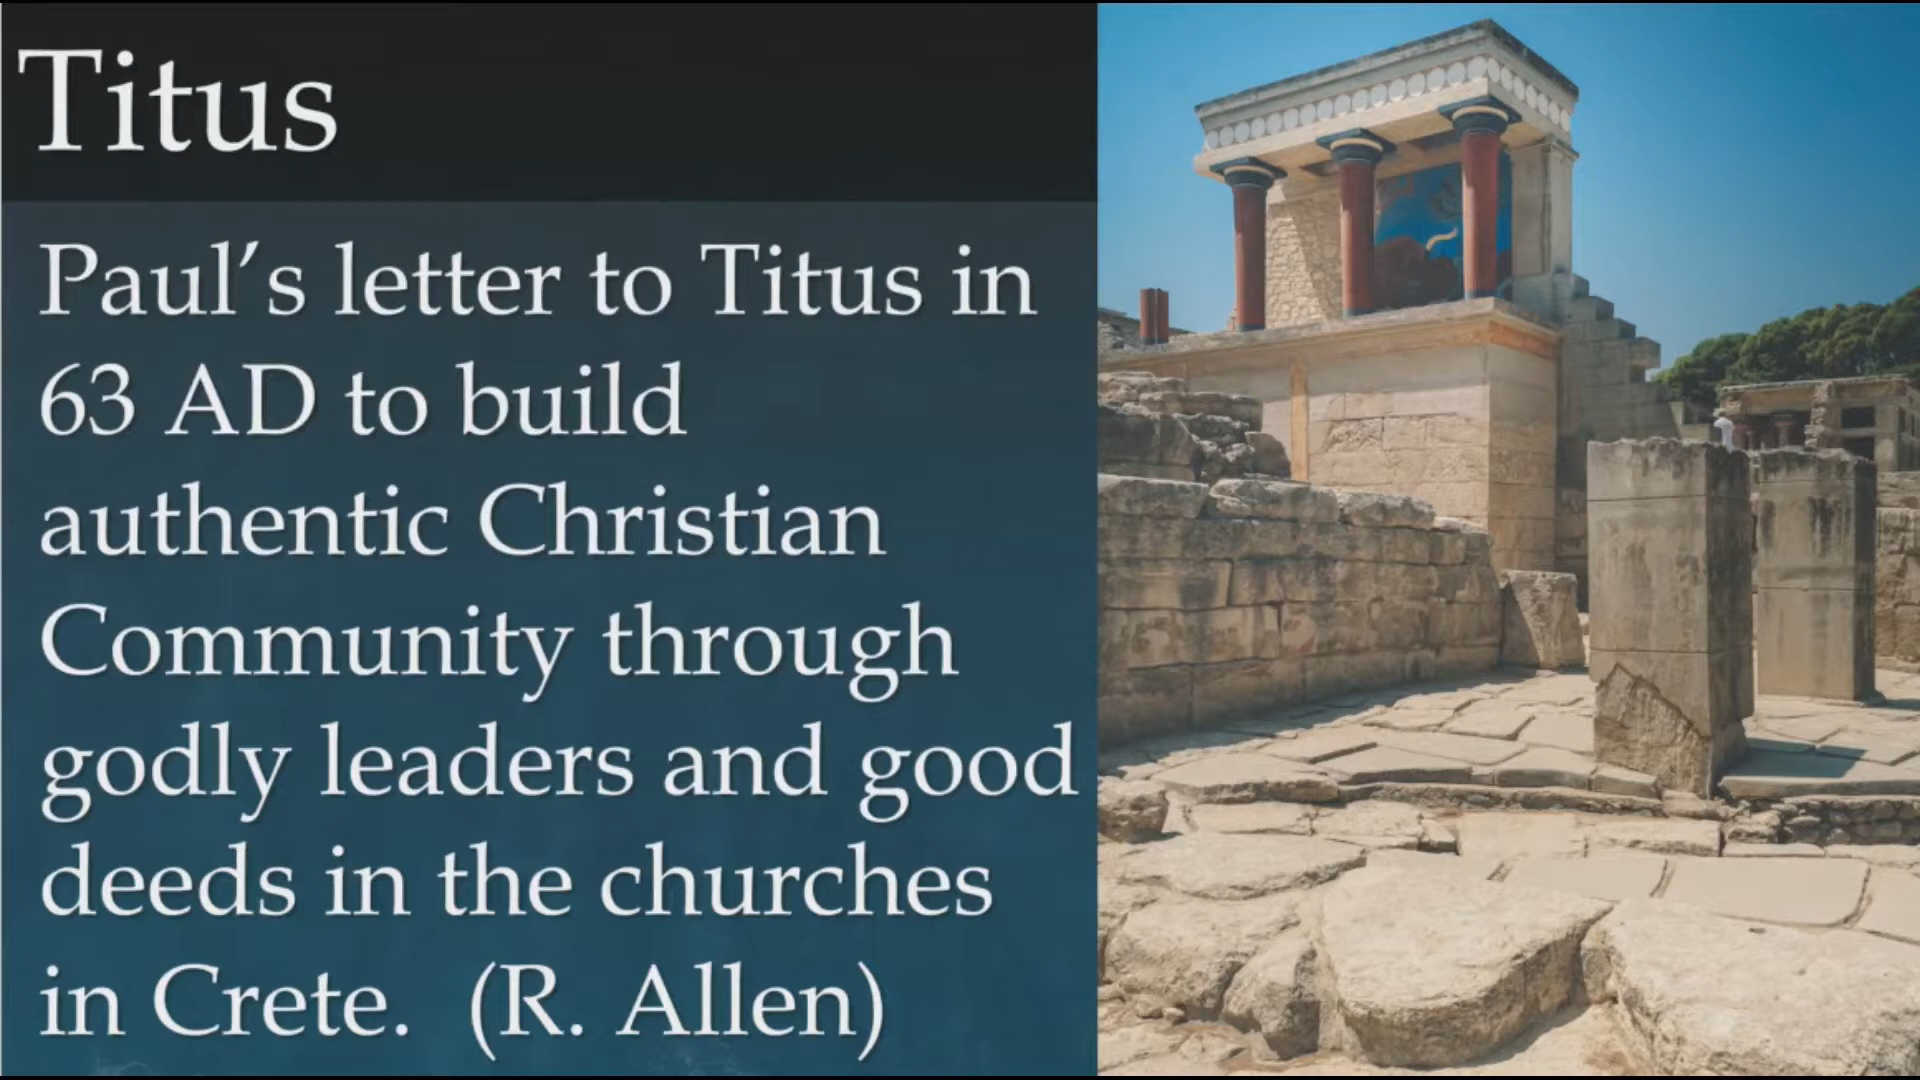 Titus
Paul’s letter to Titus in
63 AD to build
authentic Christian
Community through
godly leaders and good
deeds in the churches
in Crete.  (R. Allen)